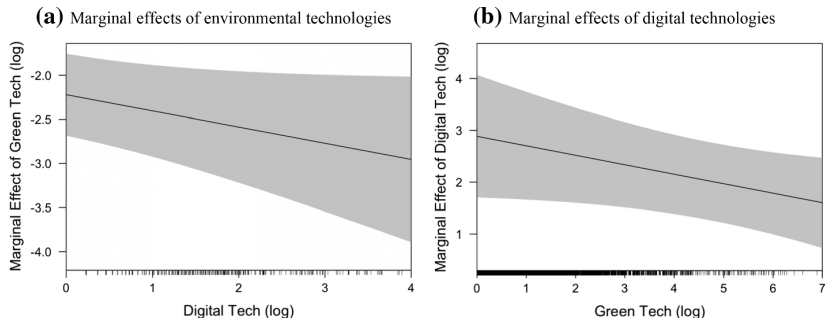 (a) Marginal effects of environmental technologies
Marginal Effect of Green Tech (log)
-2.0
-2.5
-3.0
-3.5
-4.0
0 1 2 3 4
Digital Tech (log)
(b) Marginal effects of digital technologies
Marginal Effect of Digital Tech (log)
4
3
2
1
0 1 2 3 4 5 6 7
Green Tech (log)